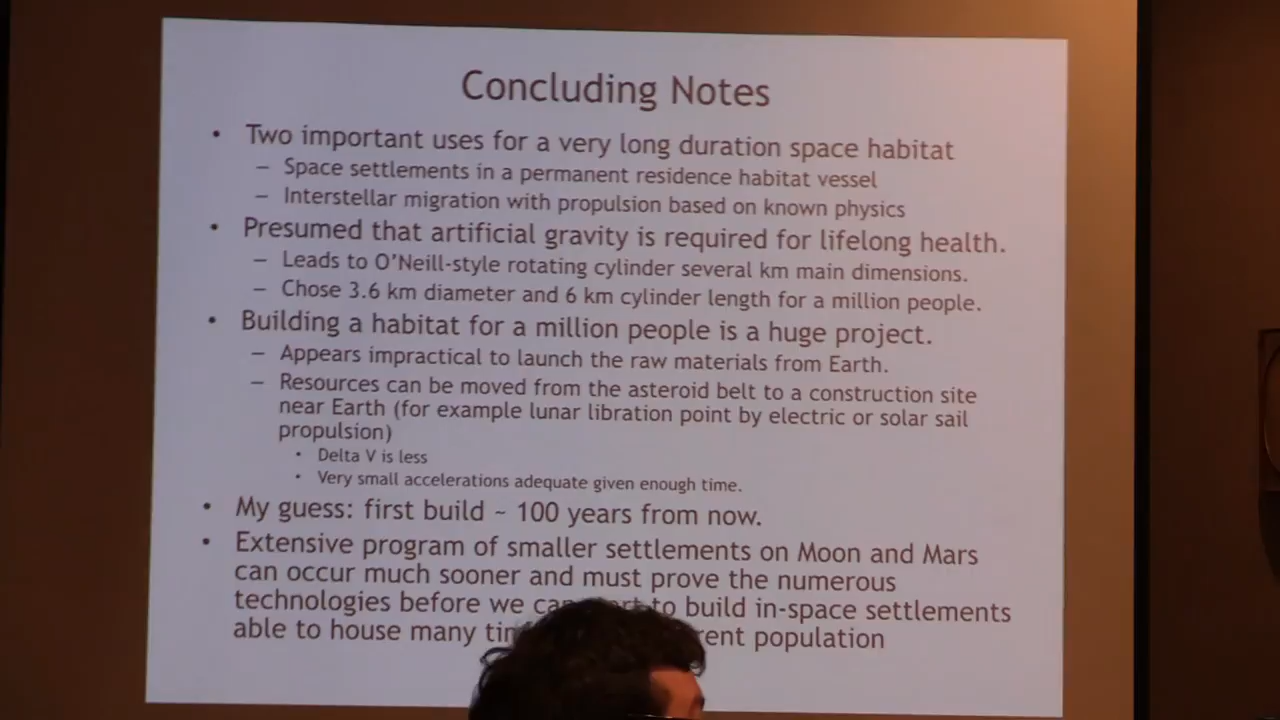 Concluding Notes
• Two important uses for a very long duration space habitat
– Space settlements in a permanent residence habitat vessel
– Interstellar migration with propulsion based on known physics
• Presumed that artificial gravity is required for lifelong health.
– Leads to O'Neill-style rotating cylinder several km main dimensions.
– Chose 3.6 km diameter and 6 km cylinder length for a million people.
• Building a habitat for a million people is a huge project.
– Appears impractical to launch the raw materials from Earth.
– Resources can be moved from the asteroid belt to a construction site
near Earth (for example lunar libration point by electric or solar sail
propulsion)
• Delta V is less
• Very small accelerations adequate given enough time.
• My guess: first build ~ 100 years from now.
• Extensive program of smaller settlements on Moon and Mars
can occur much sooner and must prove the numerous
technologies before we to build in-space settlements
able to house many population